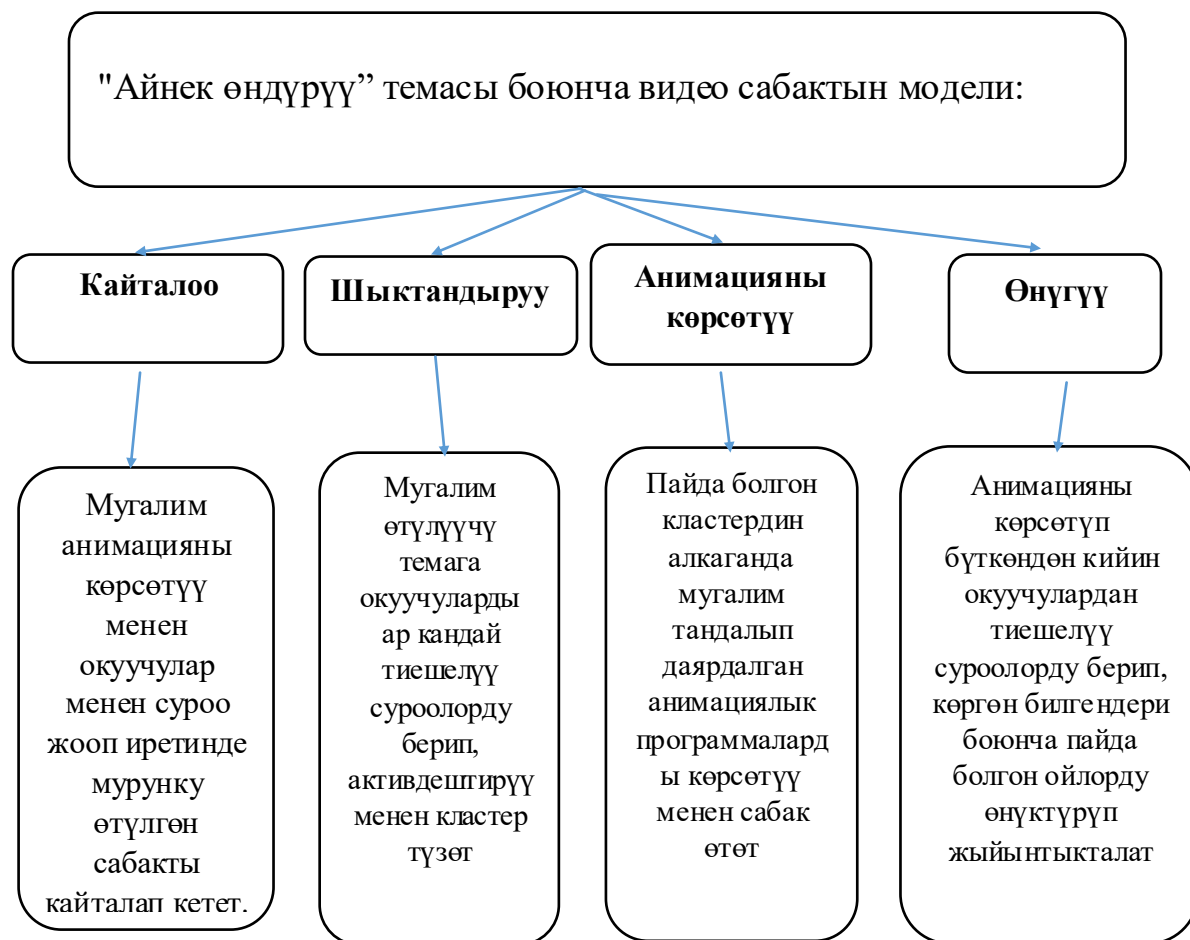 "Айнек өндүрүү” темасы боюнча видео сабактын модели:
Кайталоо
Шыктандыруу
Анимацияны
көрсөтүү
Өнүгүү
Мугалим
анимацияны
көрсөтүү
менен
окуучулар
менен суроо
жооп иретинде
мурунку
өтүлгөн
сабакты
кайталап кетет.
Мугалим
өтүлүүчү
темага
окуучуларды
ар кандай
тиешелүү
суроолорду
берип,
активдештирүү
менен кластер
түзөт
Пайда болгон
кластердин
алкаганда
мугалим
тандалып
даярдалган
анимациялык
программалард
ы көрсөтүү
менен сабак
өтөт
Анимацияны
көрсөтүп
бүткөндөн кийин
окуучулардан
тиешелүү
суроолорду берип,
көргөн билгендери
боюнча пайда
болгон ойлорду
өнүктүрүп
жыйынтыкталат